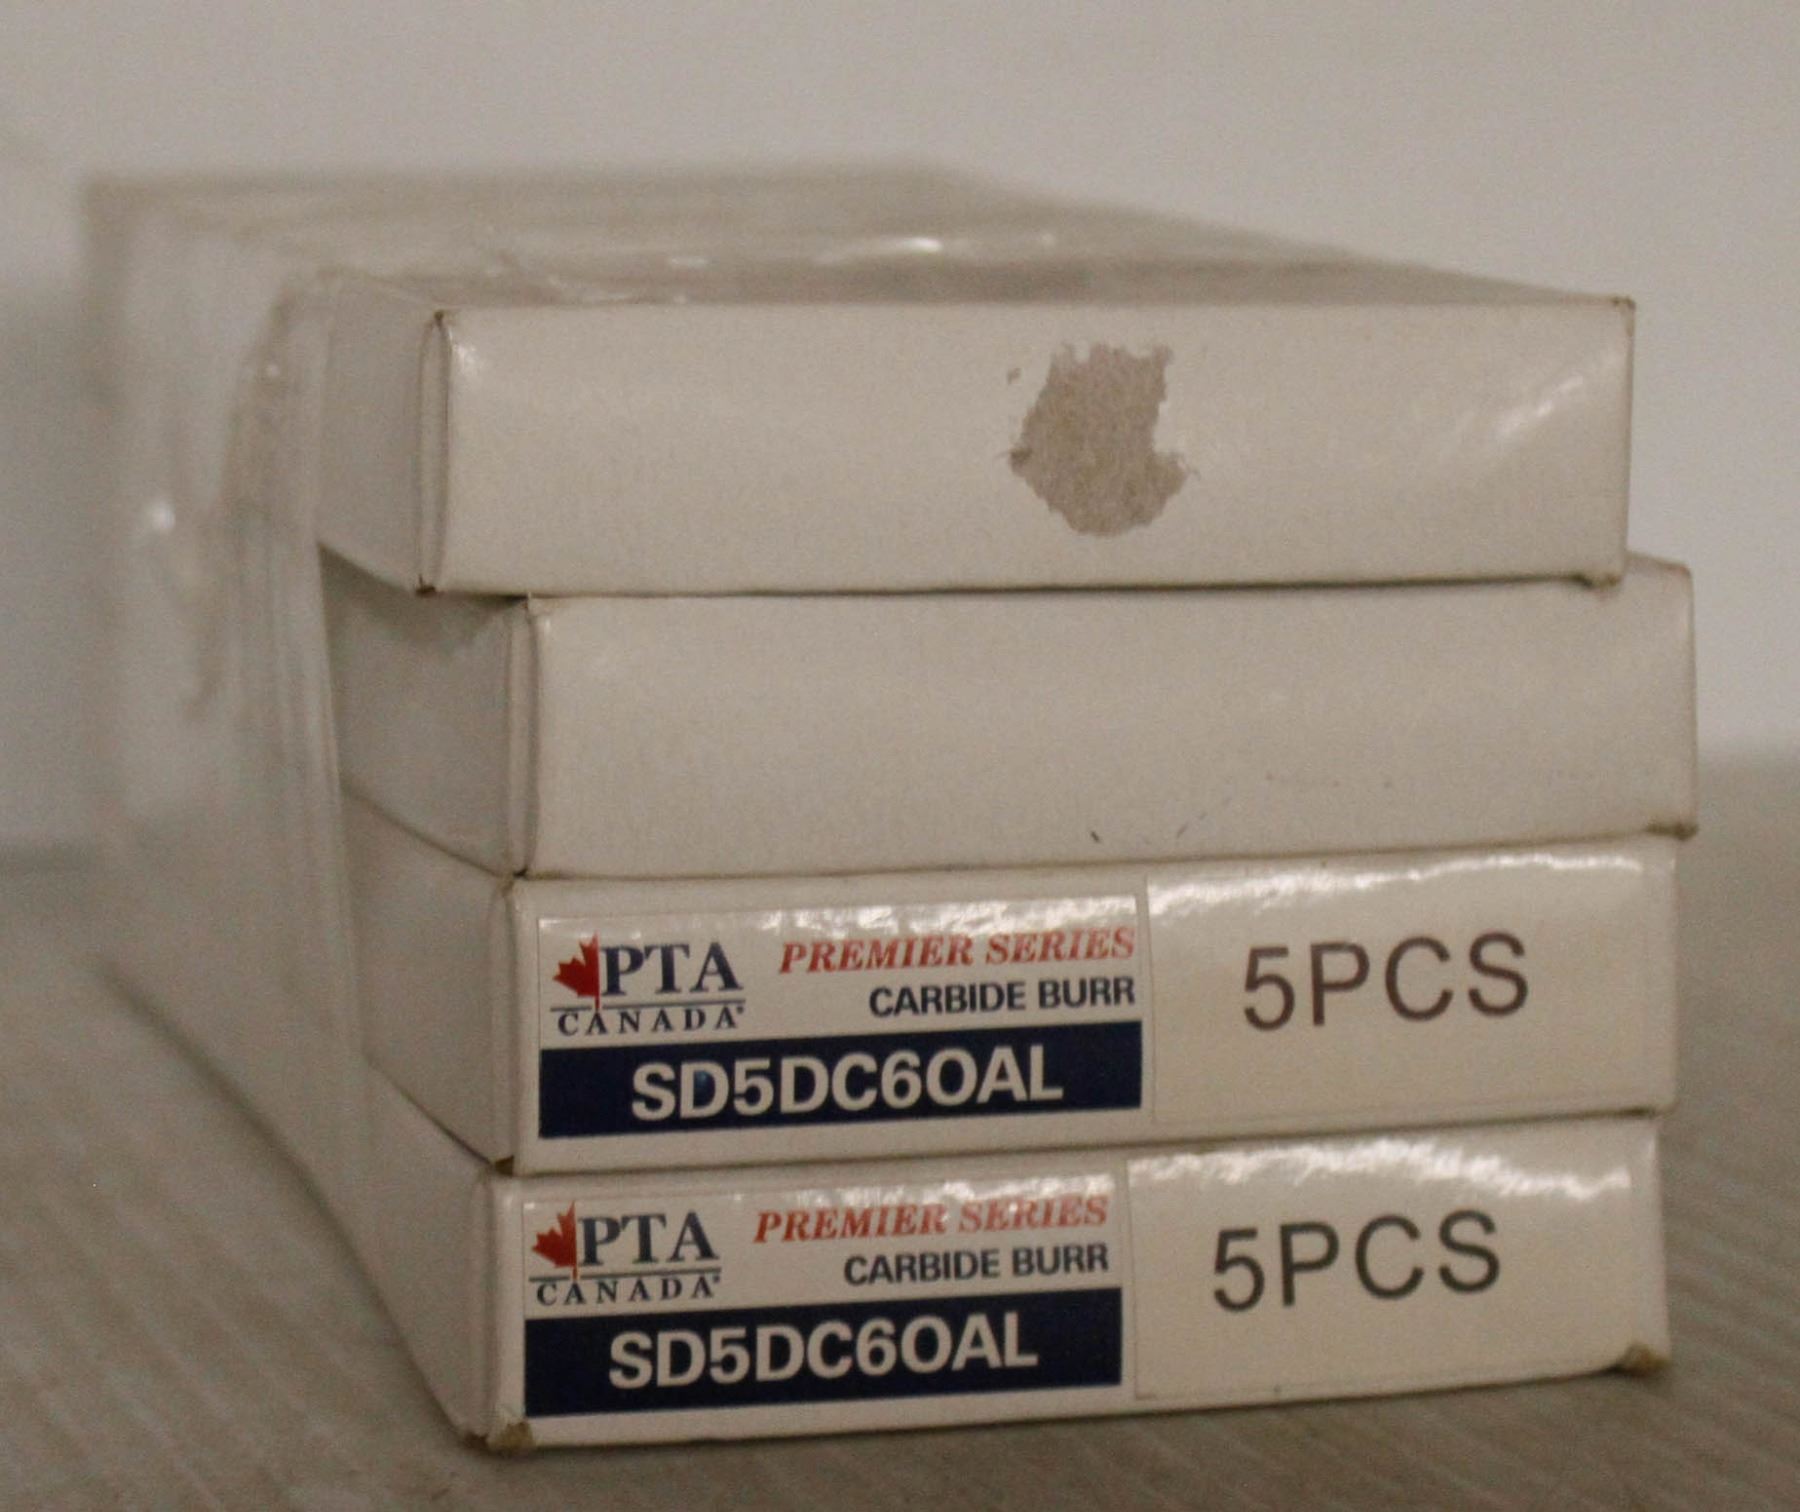 PTA PREMIER SERIES
CANADA CARBIDE BURR
SD5DC6OAL
5PCS
PTA PREMIER SERIES
CANADA CARBIDE BURR
SD5DC6OAL
5PCS